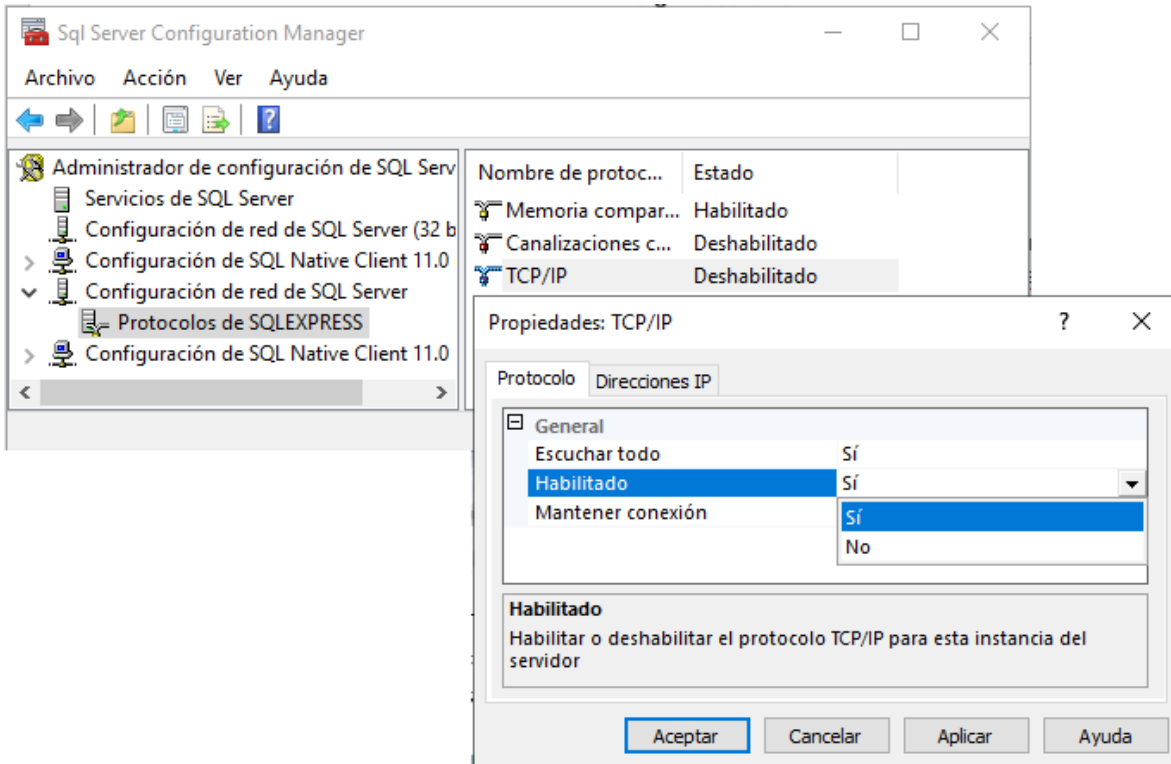 Sql Server Configuration Manager
Archivo Acción Ver Ayuda
Administrador de configuración de SQL Serv
Servicios de SQL Server
Configuración de red de SQL Server (32 b
Configuración de SQL Native Client 11.0
Configuración de red de SQL Server
Protocolos de SQLEXPRESS
Configuración de SQL Native Client 11.0
Nombre de protoc... Estado
Memoria compar... Habilitado
Canalizaciones c... Deshabilitado
TCP/IP Deshabilitado
Propiedades: TCP/IP
Protocolo Direcciones IP
General
Escuchar todo Sí
Habilitado Sí
Mantener conexión
Sí
No
Habilitado
Habilitar o deshabilitar el protocolo TCP/IP para esta instancia del
servidor
Aceptar Cancelar Aplicar Ayuda